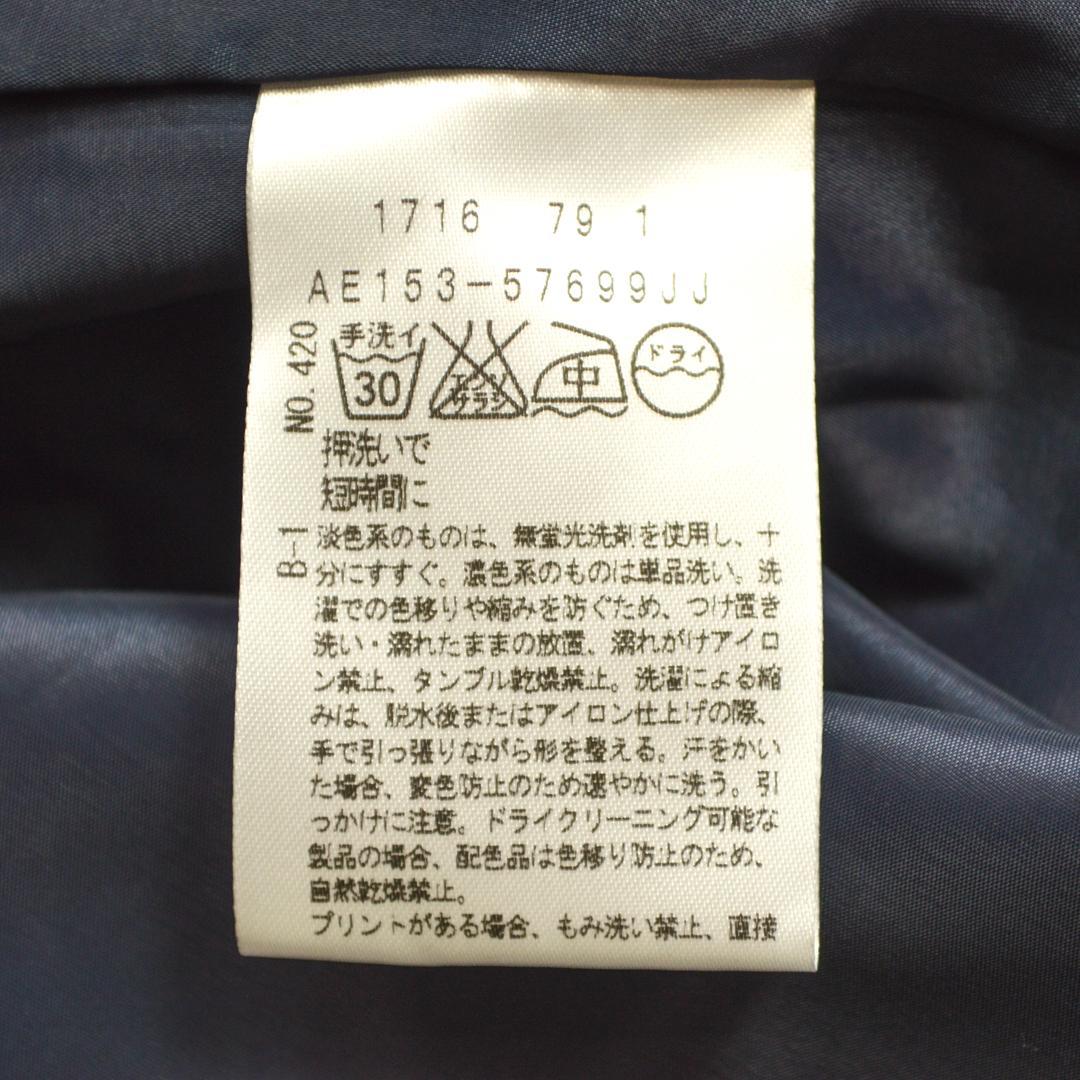 1716 79 1
AE153-57699JJ
NO.420
手洗イ
30
エンソ
サラシ
中
ドライ
押洗いで
短時間に
B-1
淡色系のものは、無蛍光洗剤を使用し、十
分にすすぐ。濃色系のものは単品洗い。洗
濯での色移りや縮みを防ぐため、つけ置き
洗い・濡れたままの放置、濡れがけアイロ
ン禁止、タンブル乾燥禁止。洗濯による縮
みは、脱水後またはアイロン仕上げの際、
手で引っ張りながら形を整える。汗をかい
た場合、変色防止のため速やかに洗う。引
っかけに注意。ドライクリーニング可能な
製品の場合、配色品は色移り防止のため、
自然乾燥禁止。
プリントがある場合、もみ洗い禁止、直接